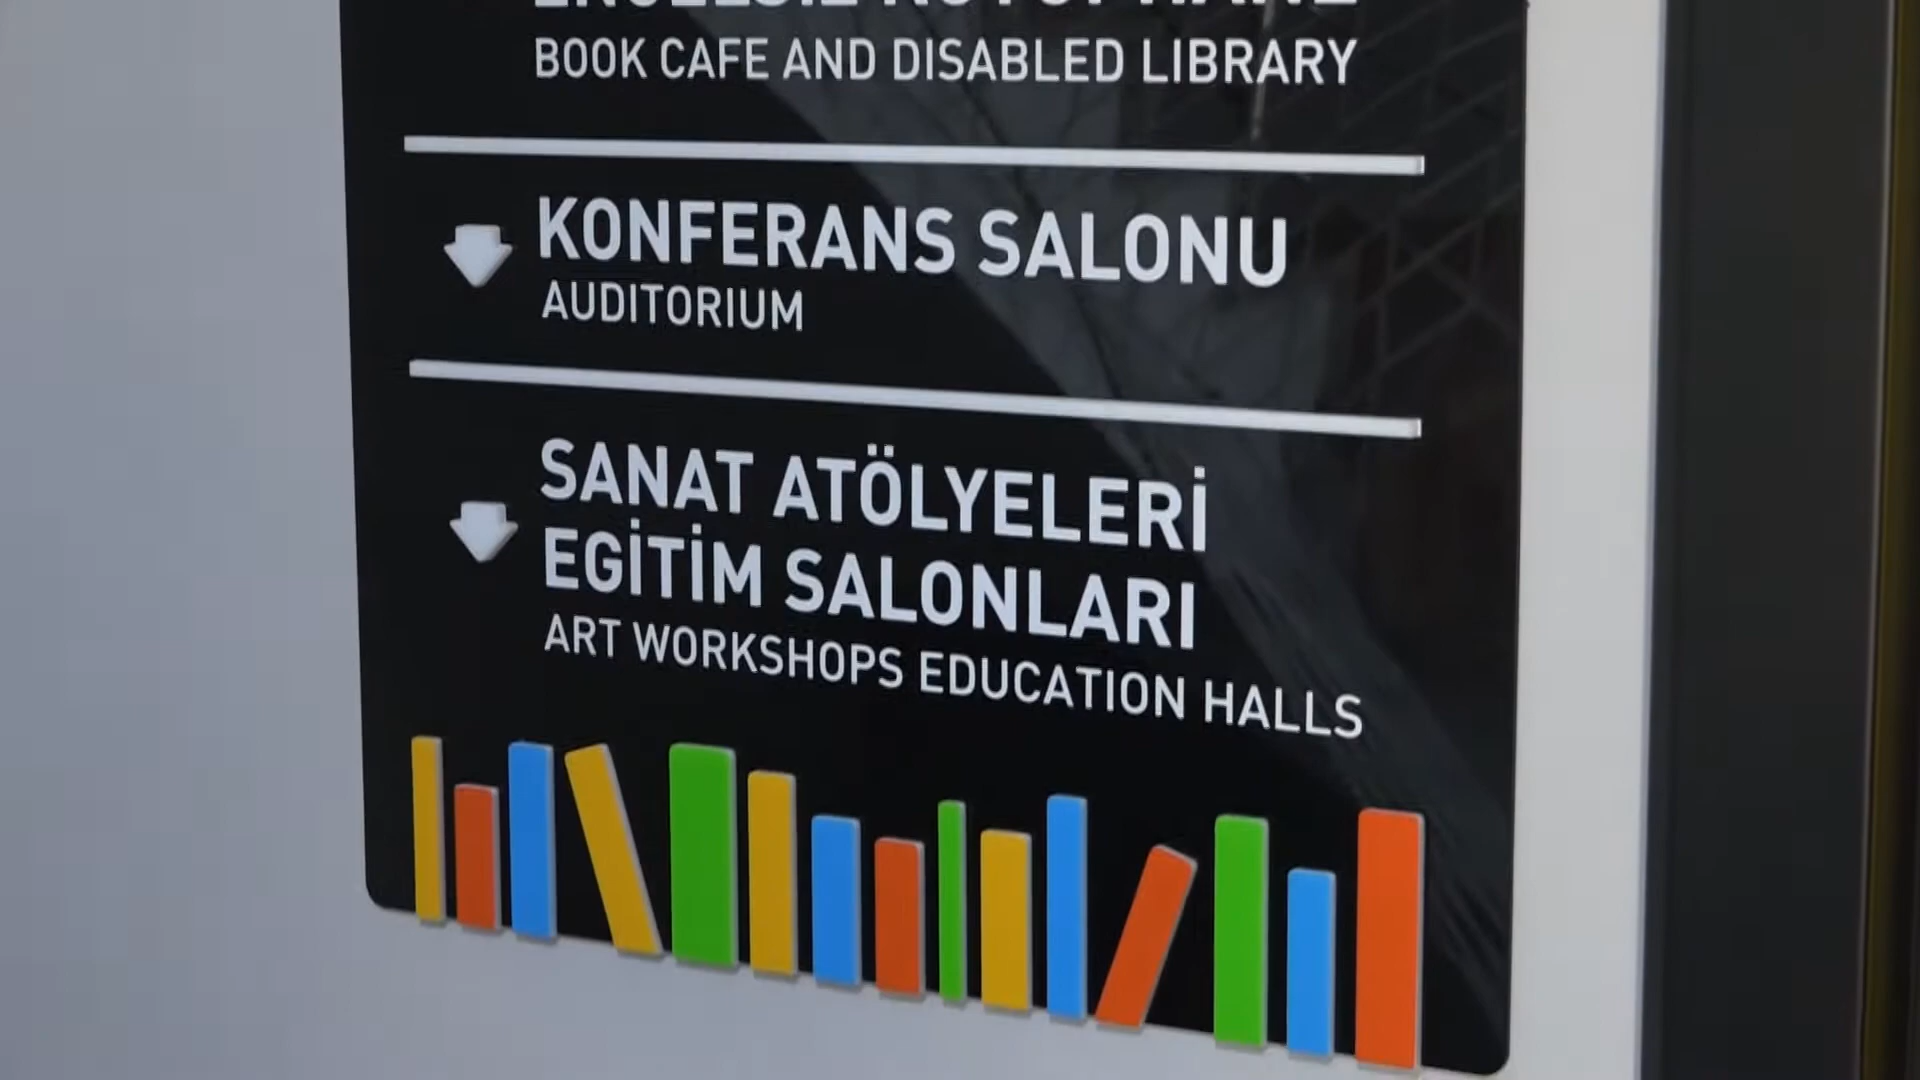 BOOK CAFE AND DISABLED LIBRARY
KONFERANS SALONU
AUDITORIUM
SANAT ATÖLYELERİ
EGİTİM SALONLARI
ART WORKSHOPS EDUCATION HALLS